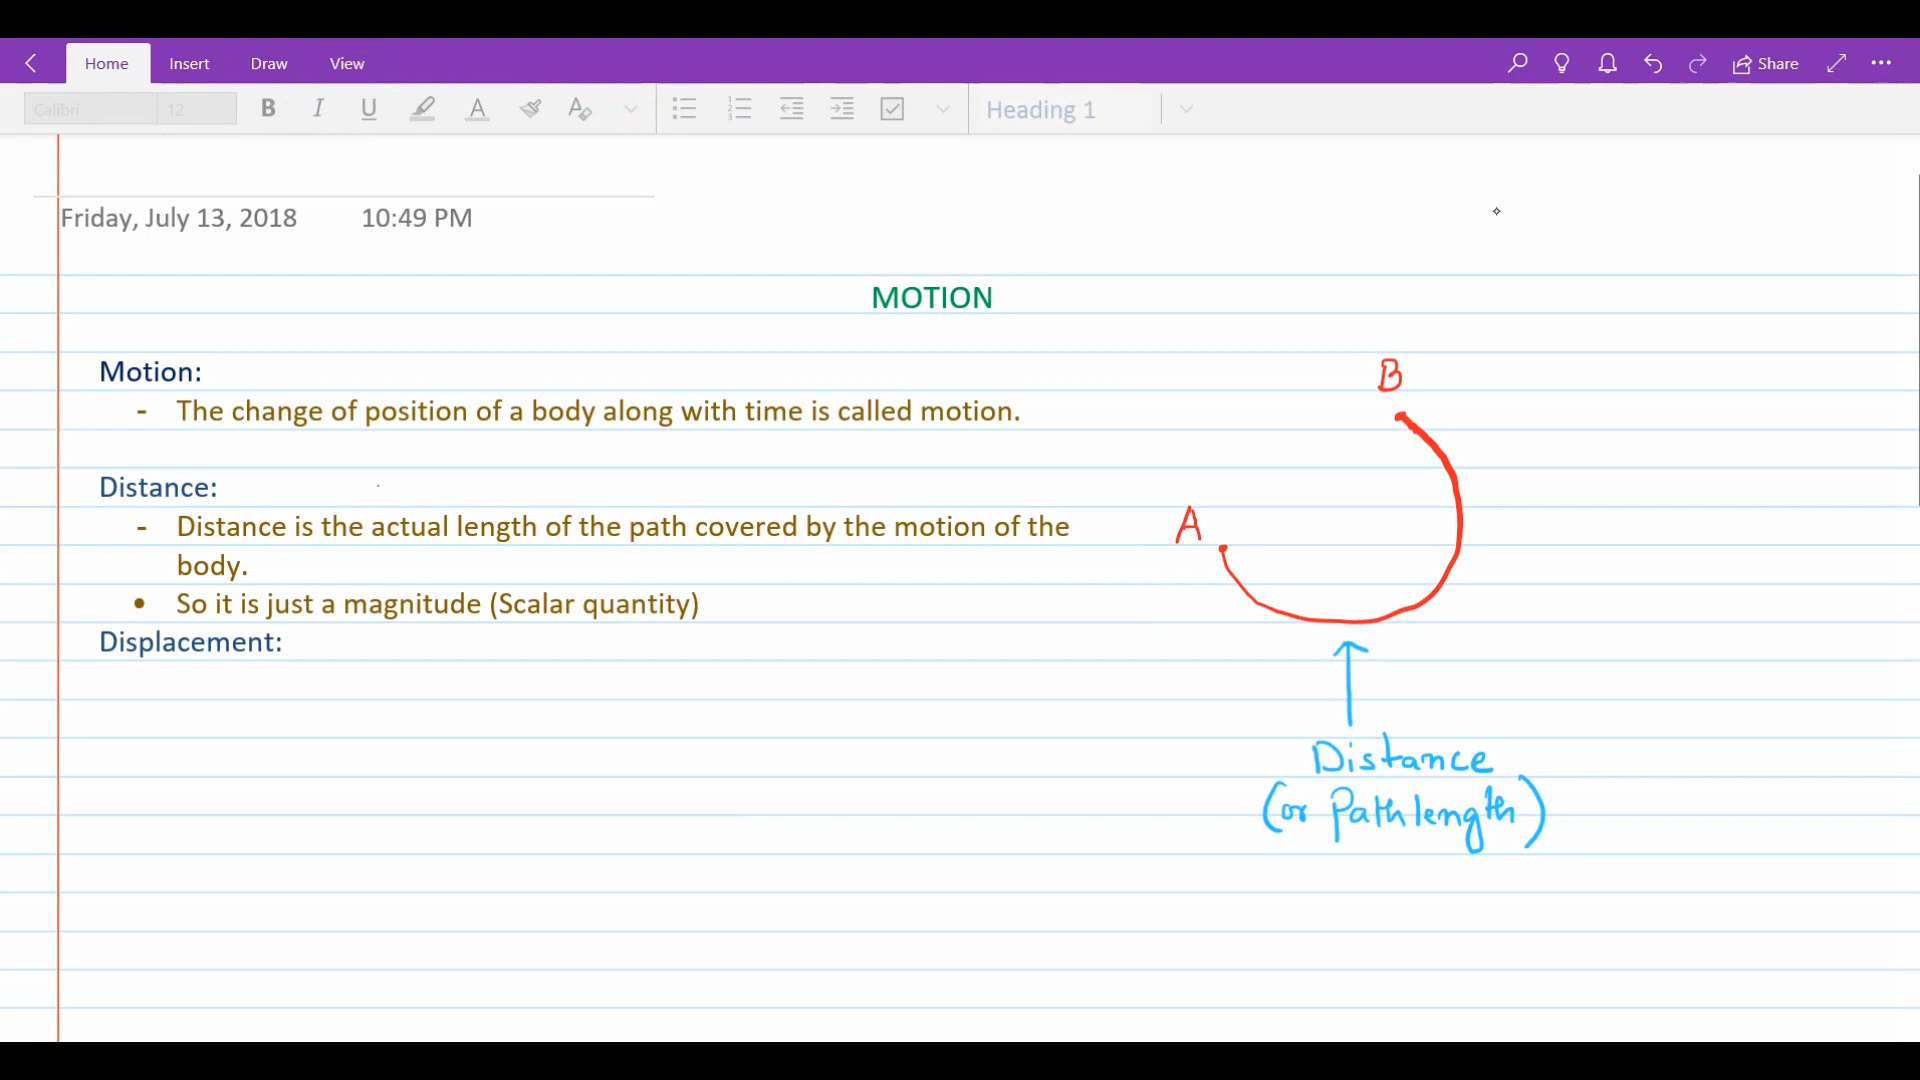 Home Insert Draw View Share
Calibri 12 B I U A A Heading 1
Friday, July 13, 2018 10:49 PM
MOTION
Motion:
- The change of position of a body along with time is called motion.
Distance:
- Distance is the actual length of the path covered by the motion of the
body.
• So it is just a magnitude (Scalar quantity)
Displacement:
B
A
Distance
(or Path length)